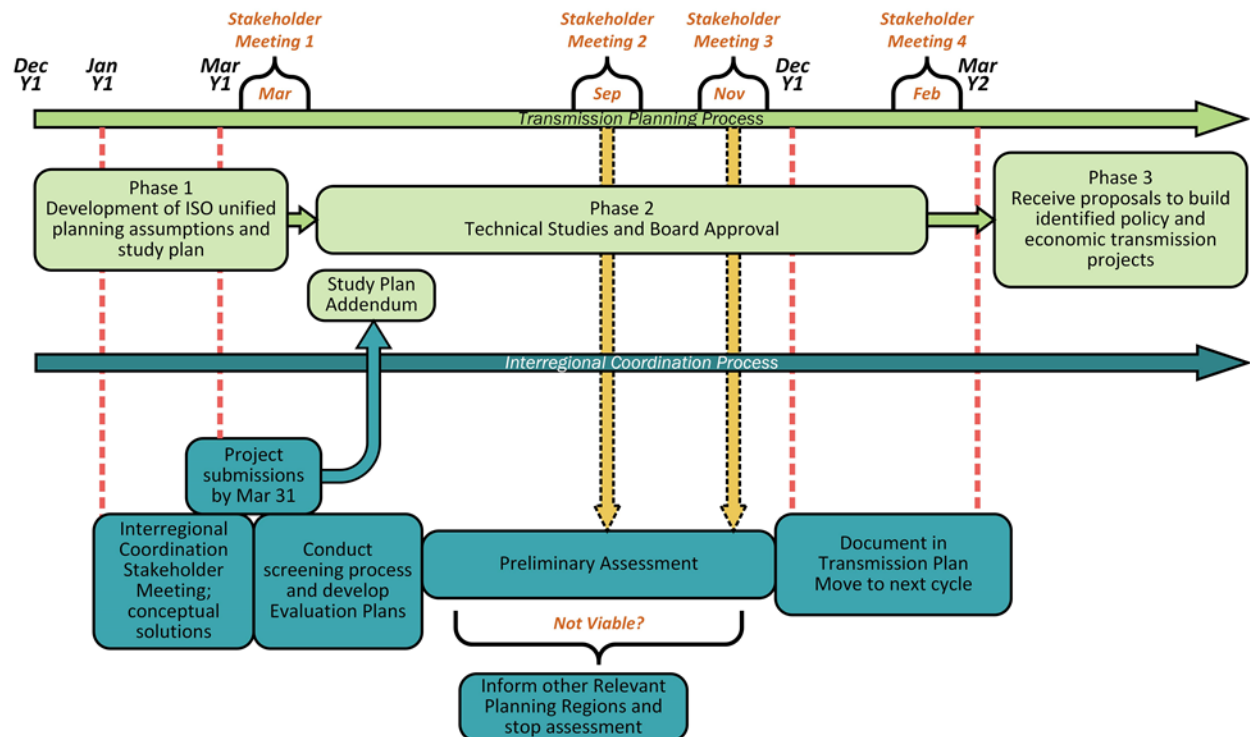 Stakeholder
Meeting 1
Stakeholder
Meeting 2
Stakeholder
Meeting 3
Stakeholder
Meeting 4
Dec
Y1
Jan
Y1
Mar
Y1
Mar
Sep
Nov
Dec
Y1
Feb
Mar
Y2
Transmission Planning Process
Phase 1
Development of ISO unified
planning assumptions and
study plan
Phase 2
Technical Studies and Board Approval
Phase 3
Receive proposals to build
identified policy and
economic transmission
projects
Study Plan
Addendum
Interregional Coordination Process
Project
submissions
by Mar 31
Interregional
Coordination
Stakeholder
Meeting;
conceptual
solutions
Conduct
screening process
and develop
Evaluation Plans
Preliminary Assessment
Document in
Transmission Plan
Move to next cycle
Not Viable?
Inform other Relevant
Planning Regions and
stop assessment